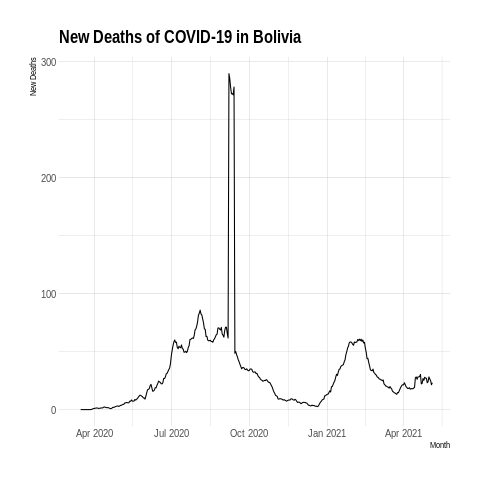 New Deaths of COVID-19 in Bolivia
New Deaths
300
200
100
0
Apr 2020 Jul 2020 Oct 2020 Jan 2021 Apr 2021
Month